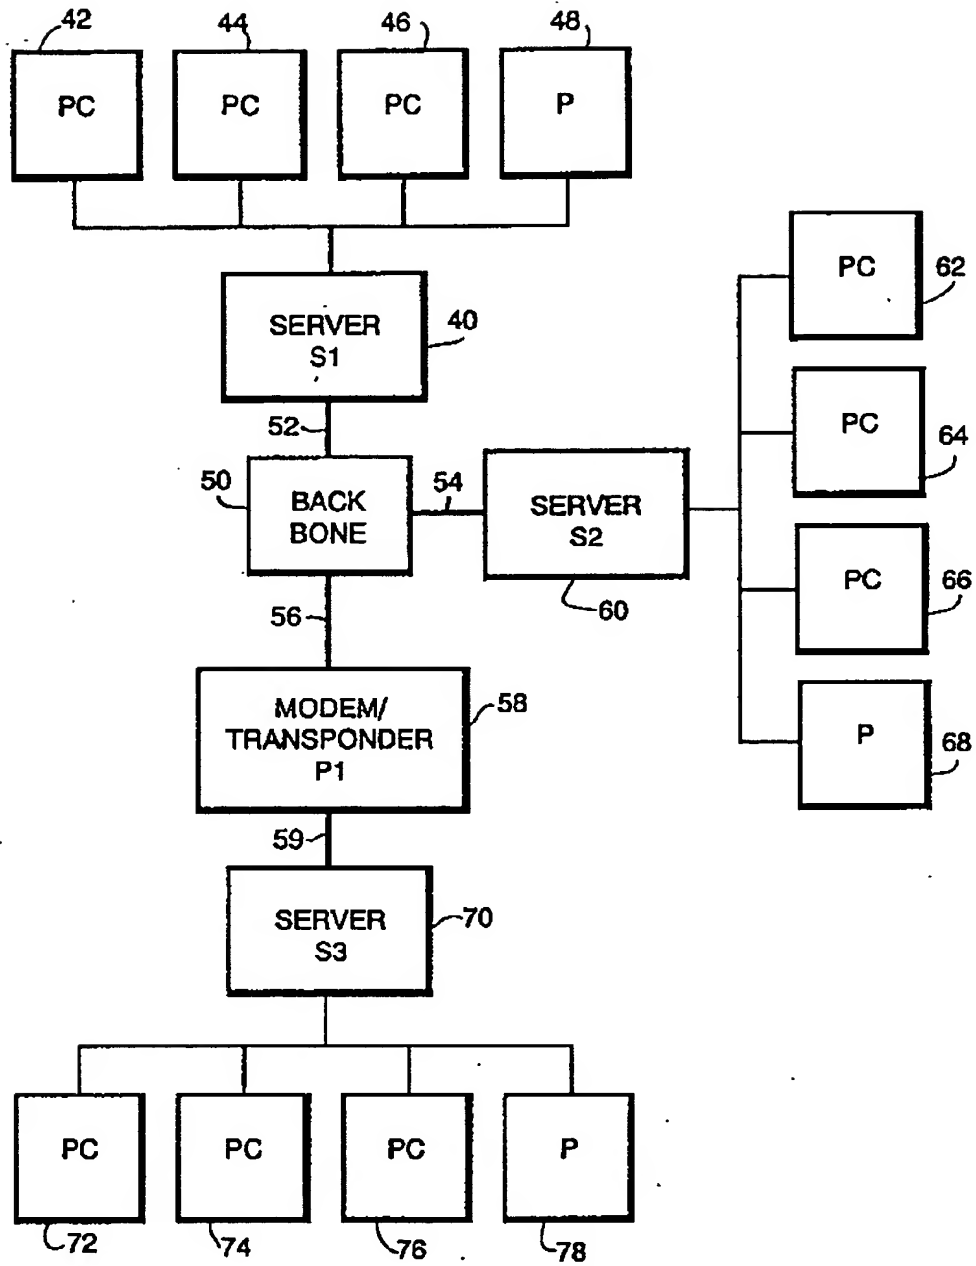 42
44
46
48
PC
PC
PC
P
SERVER
S1
40
52
50
BACK
BONE
54
SERVER
S2
60
PC
62
PC
64
PC
66
P
68
56
MODEM/
TRANSPONDER
P1
58
59
SERVER
S3
70
PC
PC
PC
P
72
74
76
78